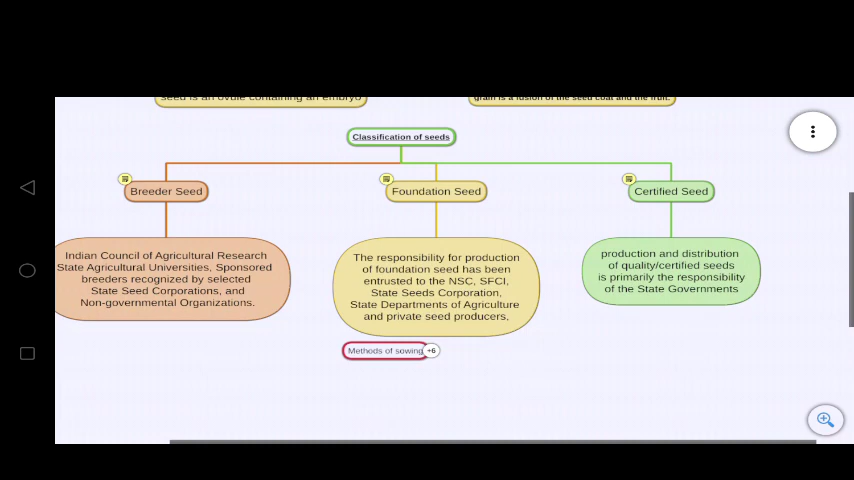 seed is an ovule containing an embryo
grain is a fusion of the seed coat and the fruit.
Classification of seeds
Breeder Seed
Foundation Seed
Certified Seed
Indian Council of Agricultural Research
State Agricultural Universities, Sponsored
breeders recognized by selected
State Seed Corporations, and
Non-governmental Organizations.
The responsibility for production
of foundation seed has been
entrusted to the NSC, SFCI,
State Seeds Corporation,
State Departments of Agriculture
and private seed producers,
production and distribution
of quality/certified seeds
is primarily the responsibility
of the State Governments
Methods of sowing
+6